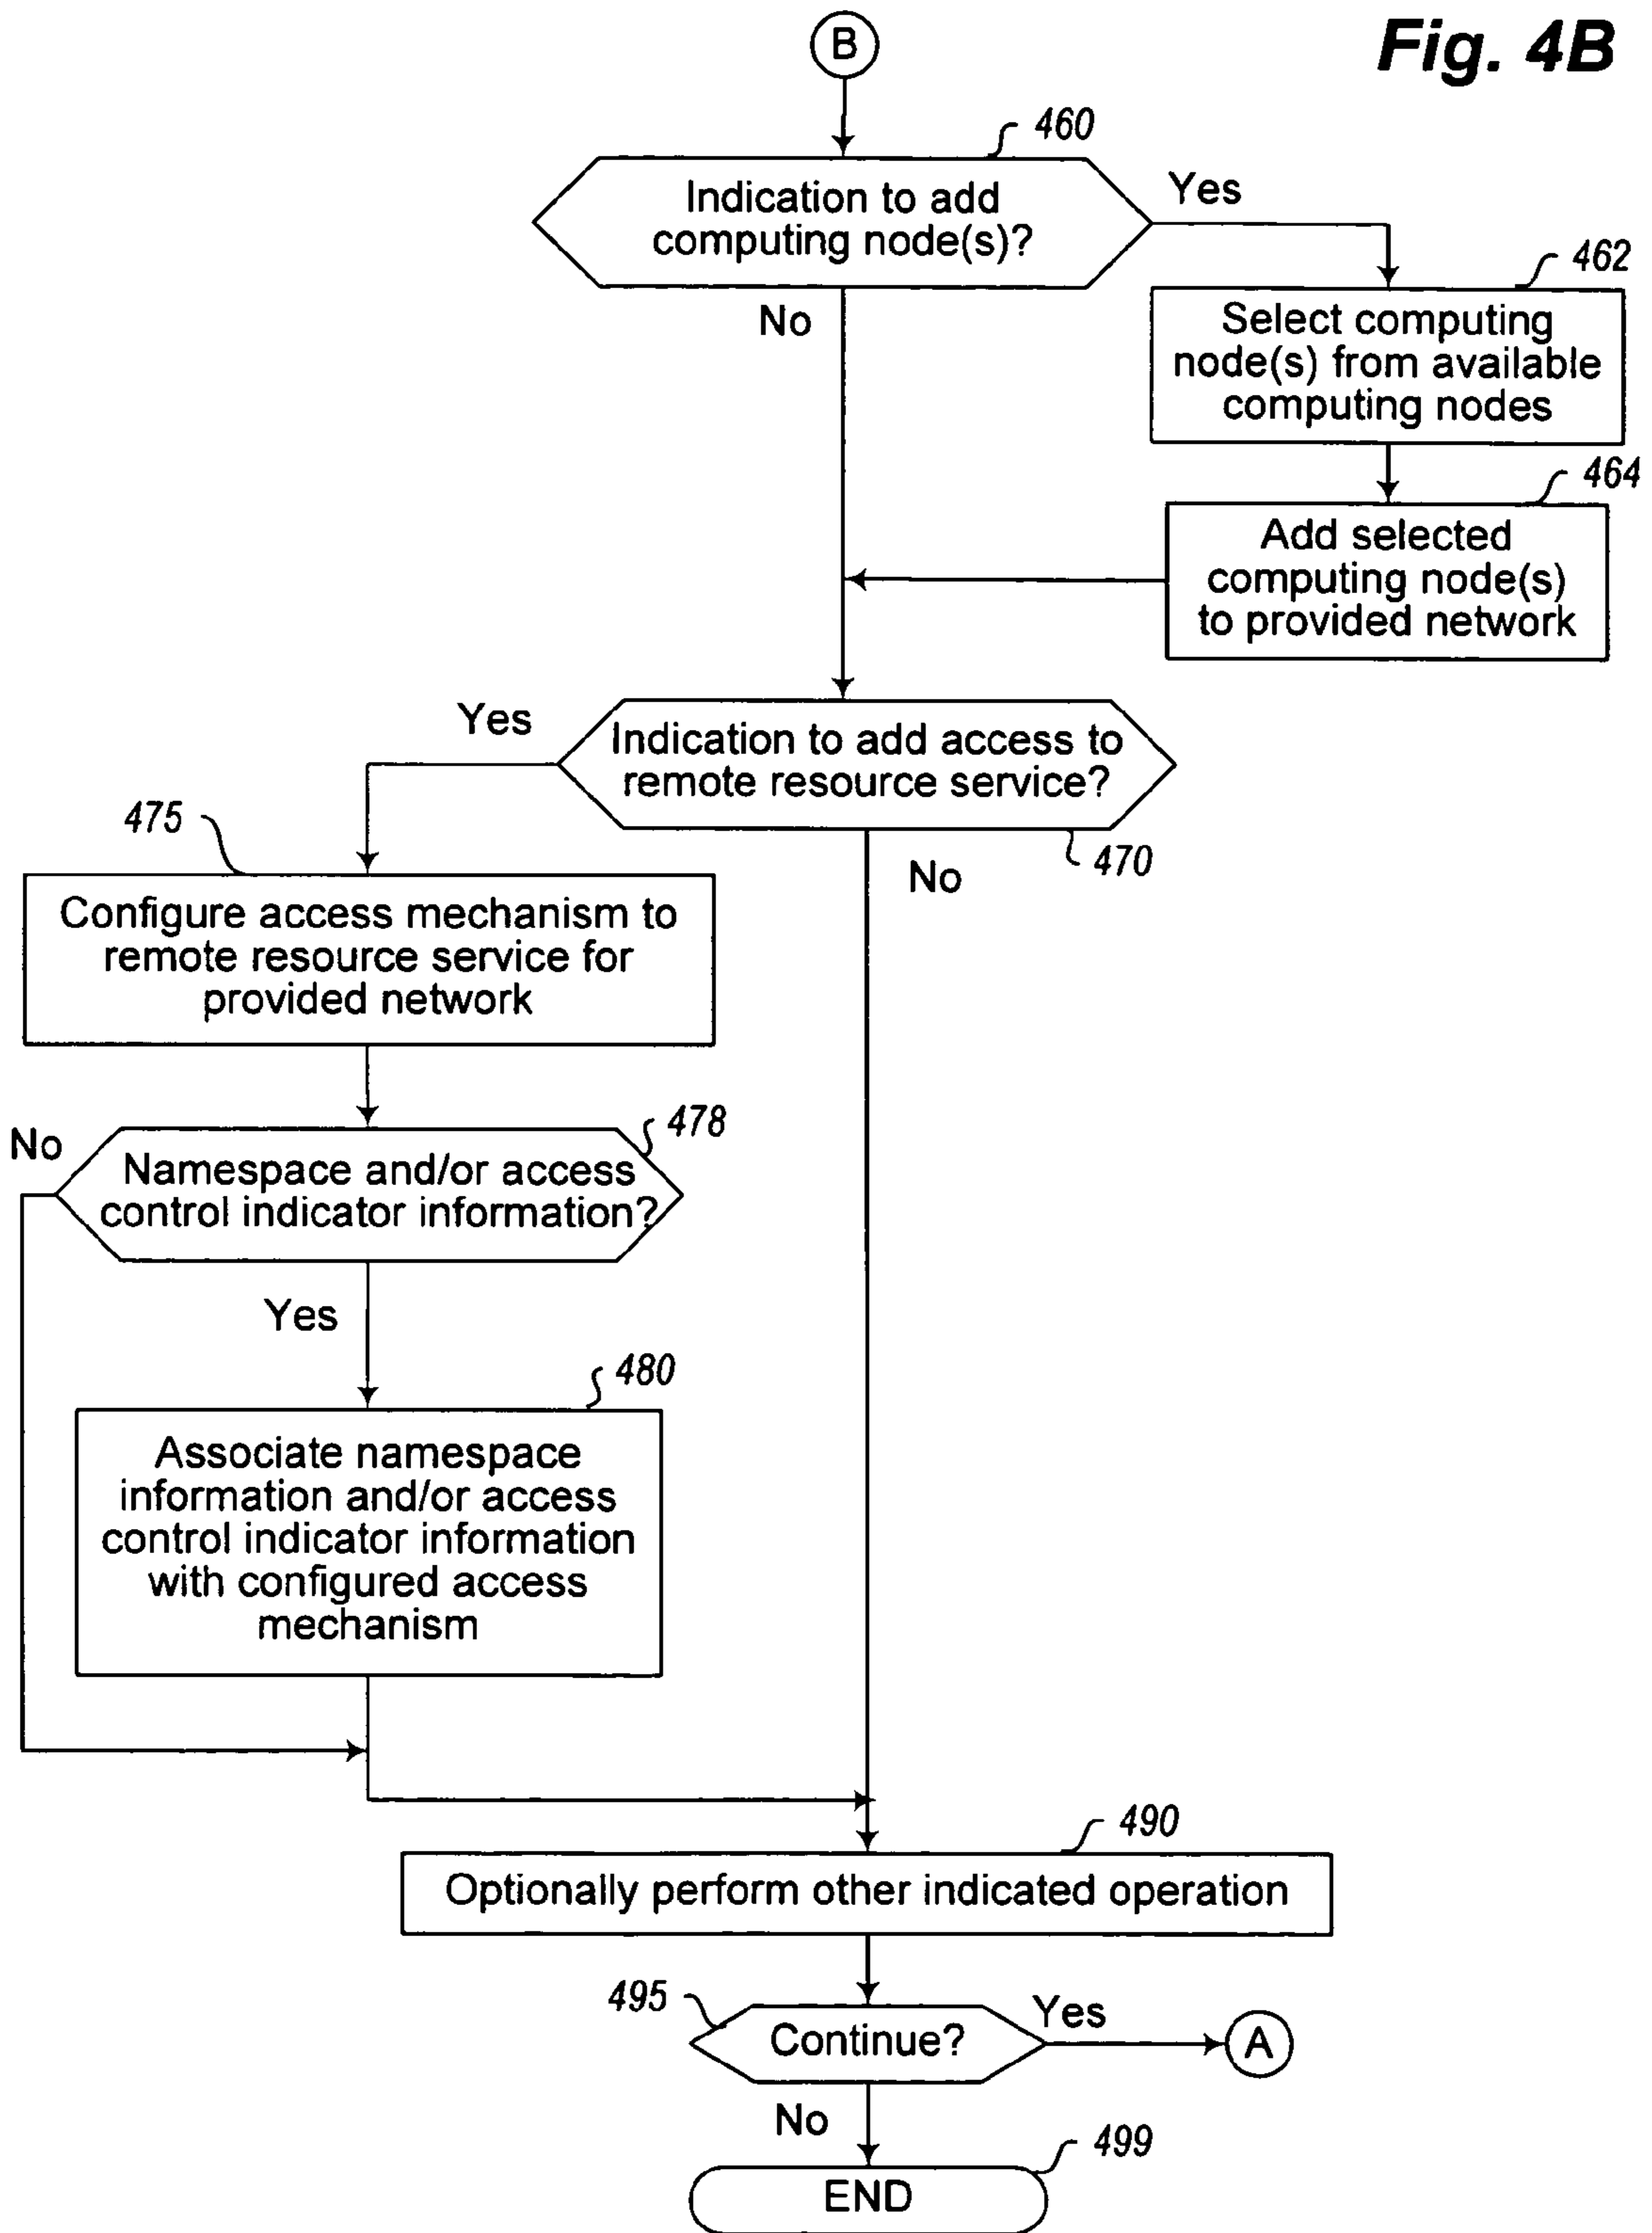 Fig. 4B
B
460
Indication to add
computing node(s)?
Yes
No
462
Select computing
node(s) from available
computing nodes
464
Add selected
computing node(s)
to provided network
Yes
Indication to add access to
remote resource service?
470
No
475
Configure access mechanism to
remote resource service for
provided network
478
No
Namespace and/or access
control indicator information?
Yes
480
Associate namespace
information and/or access
control indicator information
with configured access
mechanism
490
Optionally perform other indicated operation
495
Continue?
Yes
A
No
499
END